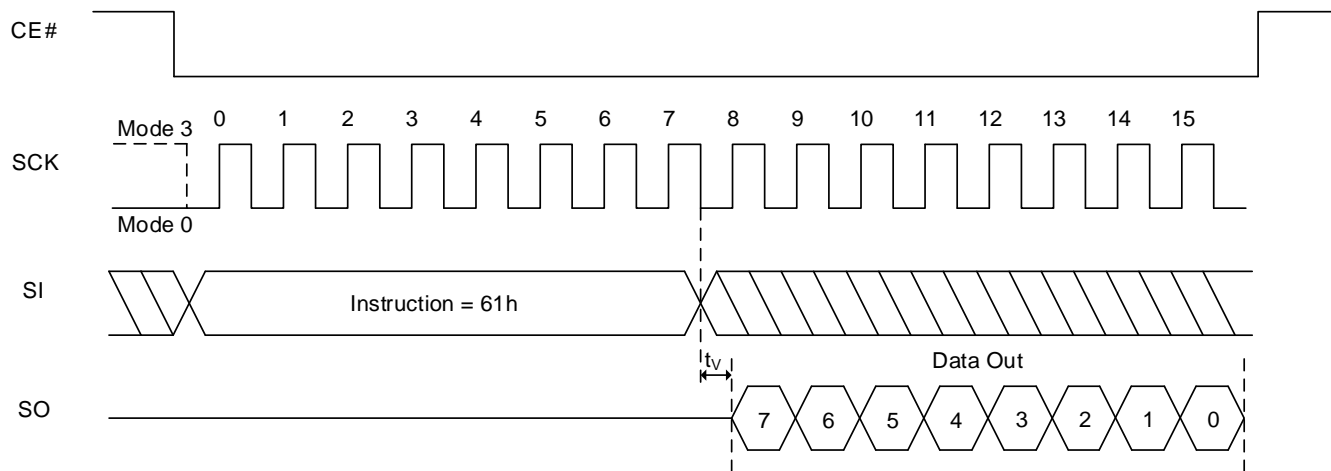 CE#
Mode 3
0 1 2 3 4 5 6 7 8 9 10 11 12 13 14 15
SCK
Mode 0
SI
Instruction = 61h
tV
Data Out
SO
7 6 5 4 3 2 1 0